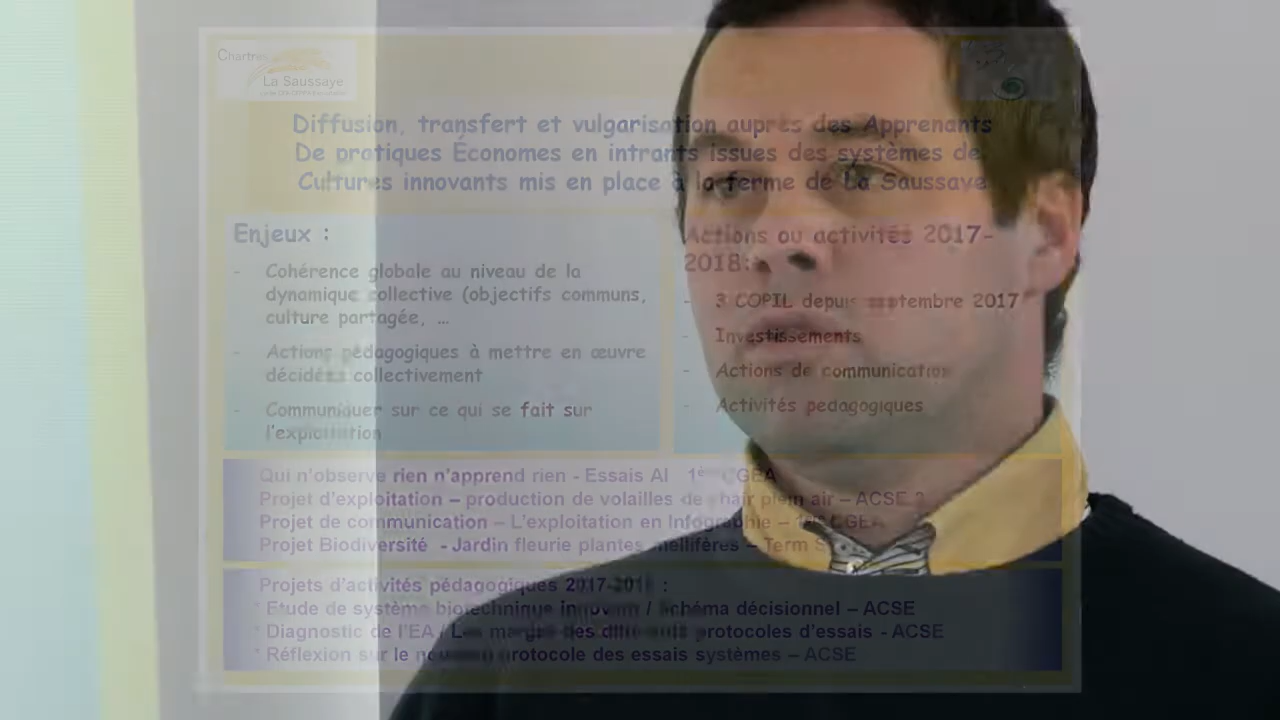 Chartres
La Saussaye
Diffusion, transfert et vulgarisation auprès des Apprenants
De pratiques Économes en intrants issues des systèmes de
Cultures innovants mis en place à la ferme de La Saussaye
Enjeux :
- Cohérence globale au niveau de la
dynamique collective (objectifs communs,
culture partagée, …
- Actions pédagogiques à mettre en œuvre
décidées collectivement
- Communiquer sur ce qui se fait sur
l'exploitation
Actions ou activités 2017-
2018:
- 3 COPIL depuis septembre 2017
- Investissements
- Actions de communication
- Activités pedagogiques
Qui n'observe rien n'apprend rien - Essais AI 1 CGEA
Projet d'exploitation – production de volailles de chair plein air – ACSE 2
Projet de communication – L'exploitation en Infographie – CGEA
Projet Biodiversité - Jardin fleurie plantes mellifères – Term S
Projets d'activités pédagogiques 2017-2018 :
* Etude de système biotechnique innovant / Schéma décisionnel – ACSE
* Diagnostic de l'EA / Les marges des différents protocoles d'essais - ACSE
* Réflexion sur le nouveau protocole des essais systèmes – ACSE